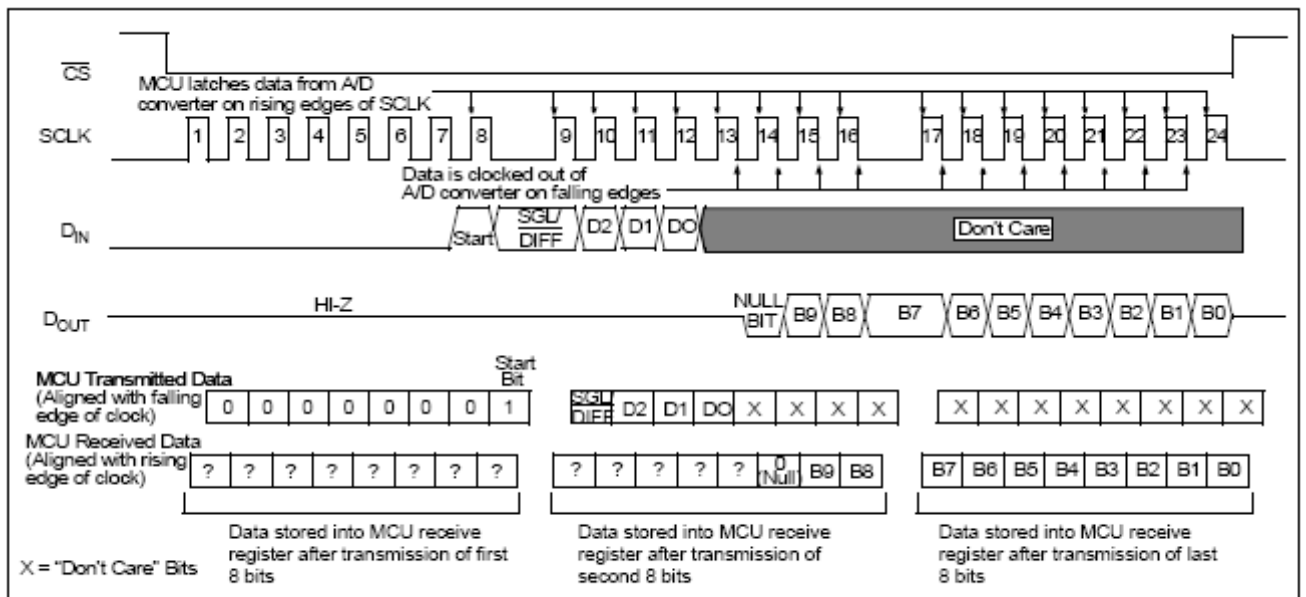 CS
MCU latches data from A/D
converter on rising edges of SCLK
SCLK
1 2 3 4 5 6 7 8 9 10 11 12 13 14 15 16 17 18 19 20 21 22 23 24
Data is clocked out of
A/D converter on falling edges
DIN
Start SGL/DIFF D2 D1 DO Don't Care
HI-Z
DOUT
NULL BIT B9 B8 B7 B6 B5 B4 B3 B2 B1 B0
Start
Bit
MCU Transmitted Data
(Aligned with falling
edge of clock)
0 0 0 0 0 0 0 1 SGL/DIFF D2 D1 DO X X X X X X X X X X X X
MCU Received Data
(Aligned with rising
edge of clock)
? ? ? ? ? ? ? ? ? ? ? ? ? 0 (Null) B9 B8 B7 B6 B5 B4 B3 B2 B1 B0
Data stored into MCU receive
register after transmission of first
8 bits
Data stored into MCU receive
register after transmission of
second 8 bits
Data stored into MCU receive
register after transmission of last
8 bits
X = "Don't Care" Bits